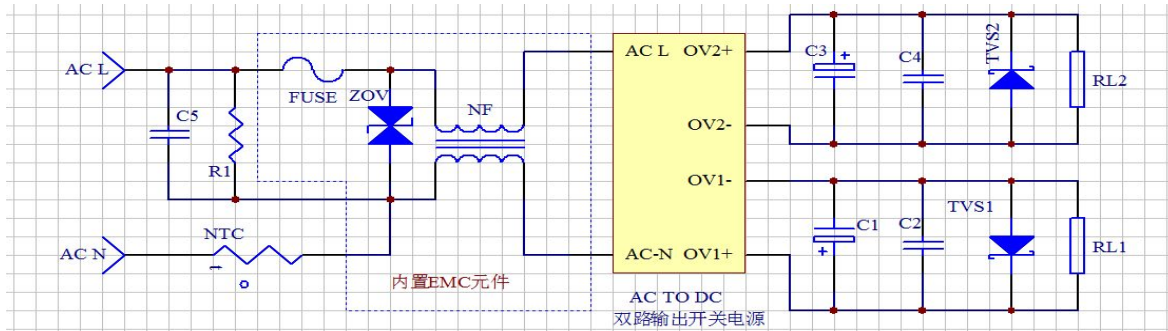 AC L
C5
R1
FUSE
ZOV
NF
AC N
NTC
t
o
内置EMC元件
AC L OV2+
OV2-
OV1-
AC-N OV1+
AC TO DC
双路输出开关电源
C3
+
C4
TVS2
RL2
C1
+
C2
TVS1
RL1